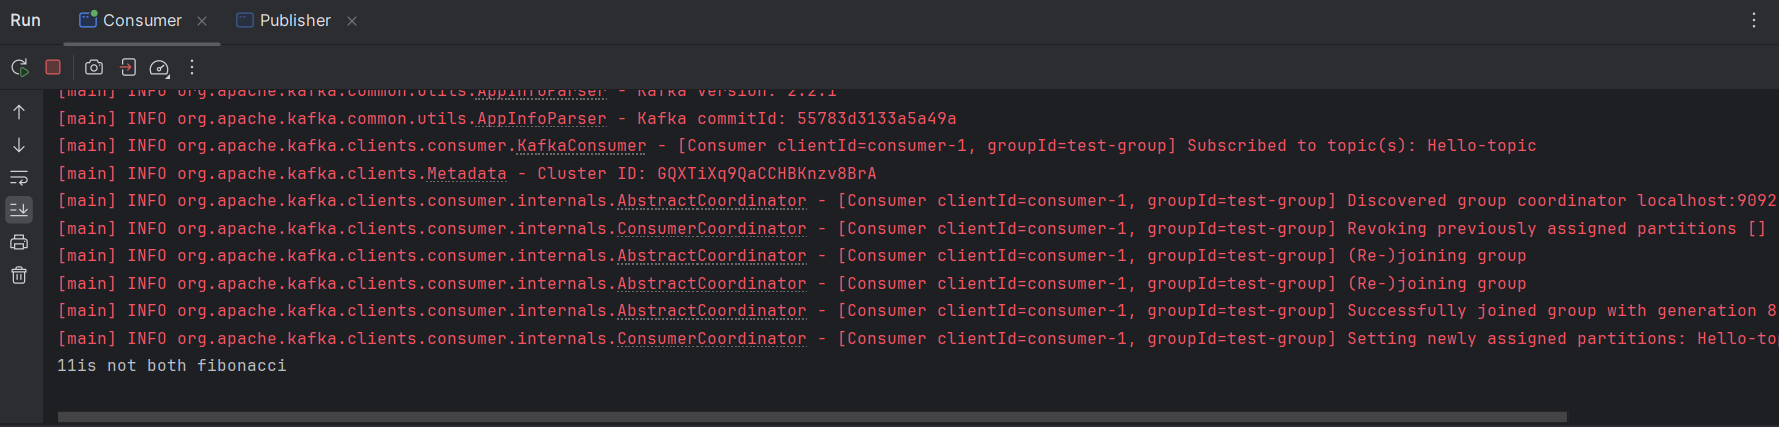 Run Consumer Publisher
[main] INFO org.apache.kafka.common.utils.AppInfoParser - Kafka version: 2.2.1
[main] INFO org.apache.kafka.common.utils.AppInfoParser - Kafka commitId: 55783d3133a5a49a
[main] INFO org.apache.kafka.clients.consumer.KafkaConsumer - [Consumer clientId=consumer-1, groupId=test-group] Subscribed to topic(s): Hello-topic
[main] INFO org.apache.kafka.clients.Metadata - Cluster ID: GQXTiXq9QaCCHBKnzv8BrA
[main] INFO org.apache.kafka.clients.consumer.internals.AbstractCoordinator - [Consumer clientId=consumer-1, groupId=test-group] Discovered group coordinator localhost:9092
[main] INFO org.apache.kafka.clients.consumer.internals.ConsumerCoordinator - [Consumer clientId=consumer-1, groupId=test-group] Revoking previously assigned partitions []
[main] INFO org.apache.kafka.clients.consumer.internals.AbstractCoordinator - [Consumer clientId=consumer-1, groupId=test-group] (Re-)joining group
[main] INFO org.apache.kafka.clients.consumer.internals.AbstractCoordinator - [Consumer clientId=consumer-1, groupId=test-group] (Re-)joining group
[main] INFO org.apache.kafka.clients.consumer.internals.AbstractCoordinator - [Consumer clientId=consumer-1, groupId=test-group] Successfully joined group with generation 8
[main] INFO org.apache.kafka.clients.consumer.internals.ConsumerCoordinator - [Consumer clientId=consumer-1, groupId=test-group] Setting newly assigned partitions: Hello-to
11is not both fibonacci